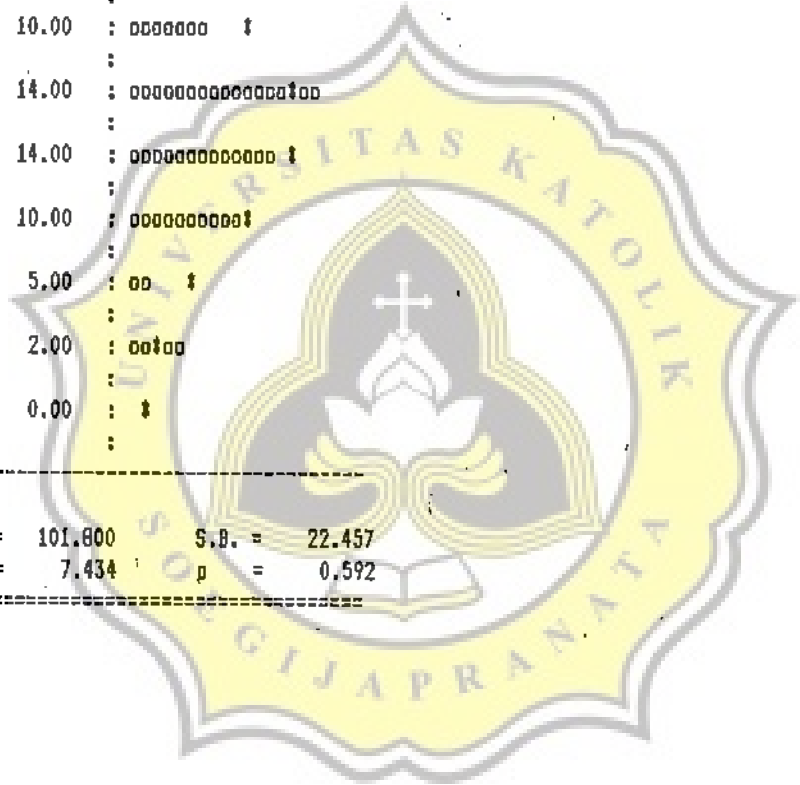 10.00 : ooooooo *
:
14.00 : oooooooooooooo*oo
:
14.00 : ooooooooooooo *
:
10.00 : oooooooooo*
:
5.00 : oo *
:
2.00 : oo*oo
:
0.00 : *
:
----------------------------------
= 101.800 S.B. = 22.457
= 7.434 p = 0.592
==================================
UNIVERSITAS KATOLIK
SOEGIJAPRANATA